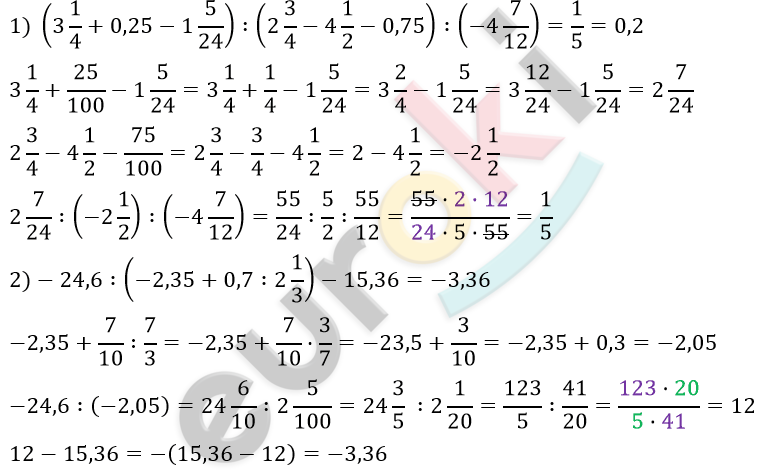 1) (3 1/4 + 0,25 − 1 5/24) : (2 3/4 − 4 1/2 − 0,75) : (−4 7/12) = 1/5 = 0,2
3 1/4 + 25/100 − 1 5/24 = 3 1/4 + 1/4 − 1 5/24 = 3 2/4 − 1 5/24 = 3 12/24 − 1 5/24 = 2 7/24
2 3/4 − 4 1/2 − 75/100 = 2 3/4 − 3/4 − 4 1/2 = 2 − 4 1/2 = −2 1/2
2 7/24 : (−2 1/2) : (−4 7/12) = 55/24 : 5/2 : 55/12 = 55 · 2 · 12/24 · 5 · 55 = 1/5
2) − 24,6 : (−2,35 + 0,7 : 2 1/3) − 15,36 = −3,36
−2,35 + 7/10 : 7/3 = −2,35 + 7/10 · 3/7 = −23,5 + 3/10 = −2,35 + 0,3 = −2,05
−24,6 : (−2,05) = 24 6/10 : 2 5/100 = 24 3/5 : 2 1/20 = 123/5 : 41/20 = 123 · 20/5 · 41 = 12
12 − 15,36 = −(15,36 − 12) = −3,36
euroki